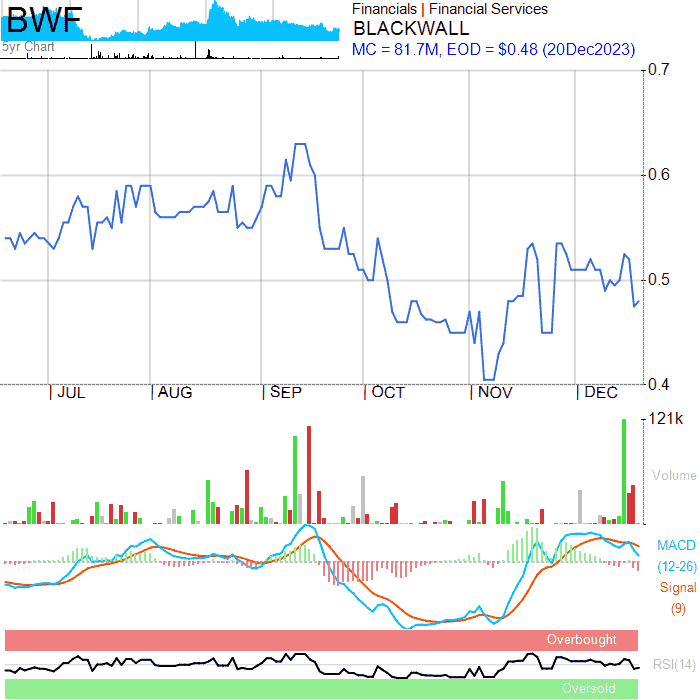 BWF
5yr Chart
Financials | Financial Services
BLACKWALL
MC = 81.7M, EOD = $0.48 (20Dec2023)
0.7
0.6
0.5
0.4
JUL AUG SEP OCT NOV DEC
121k
Volume
MACD
(12-26)
Signal
(9)
Overbought
RSI(14)
Oversold